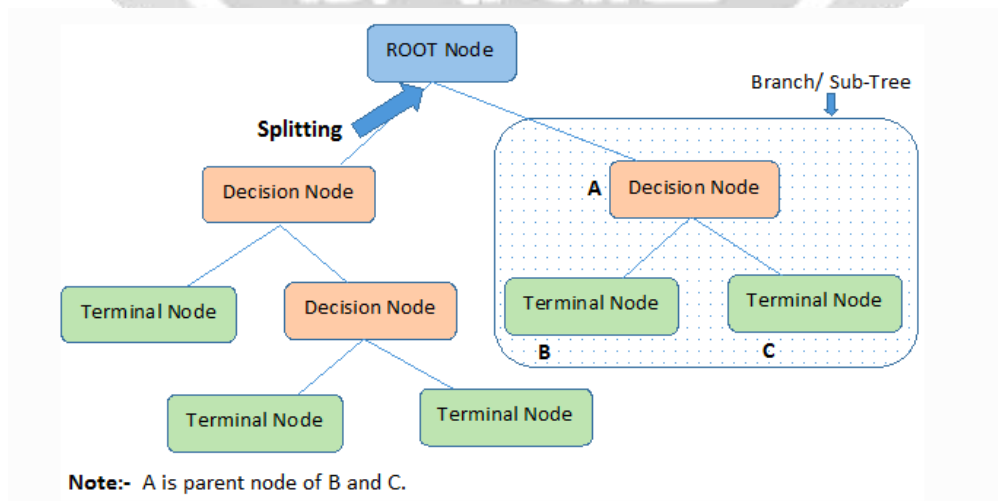 ROOT Node
Branch/ Sub-Tree
Splitting
Decision Node
A Decision Node
Terminal Node
Decision Node
Terminal Node
Terminal Node
B
C
Terminal Node
Terminal Node
Note:- A is parent node of B and C.